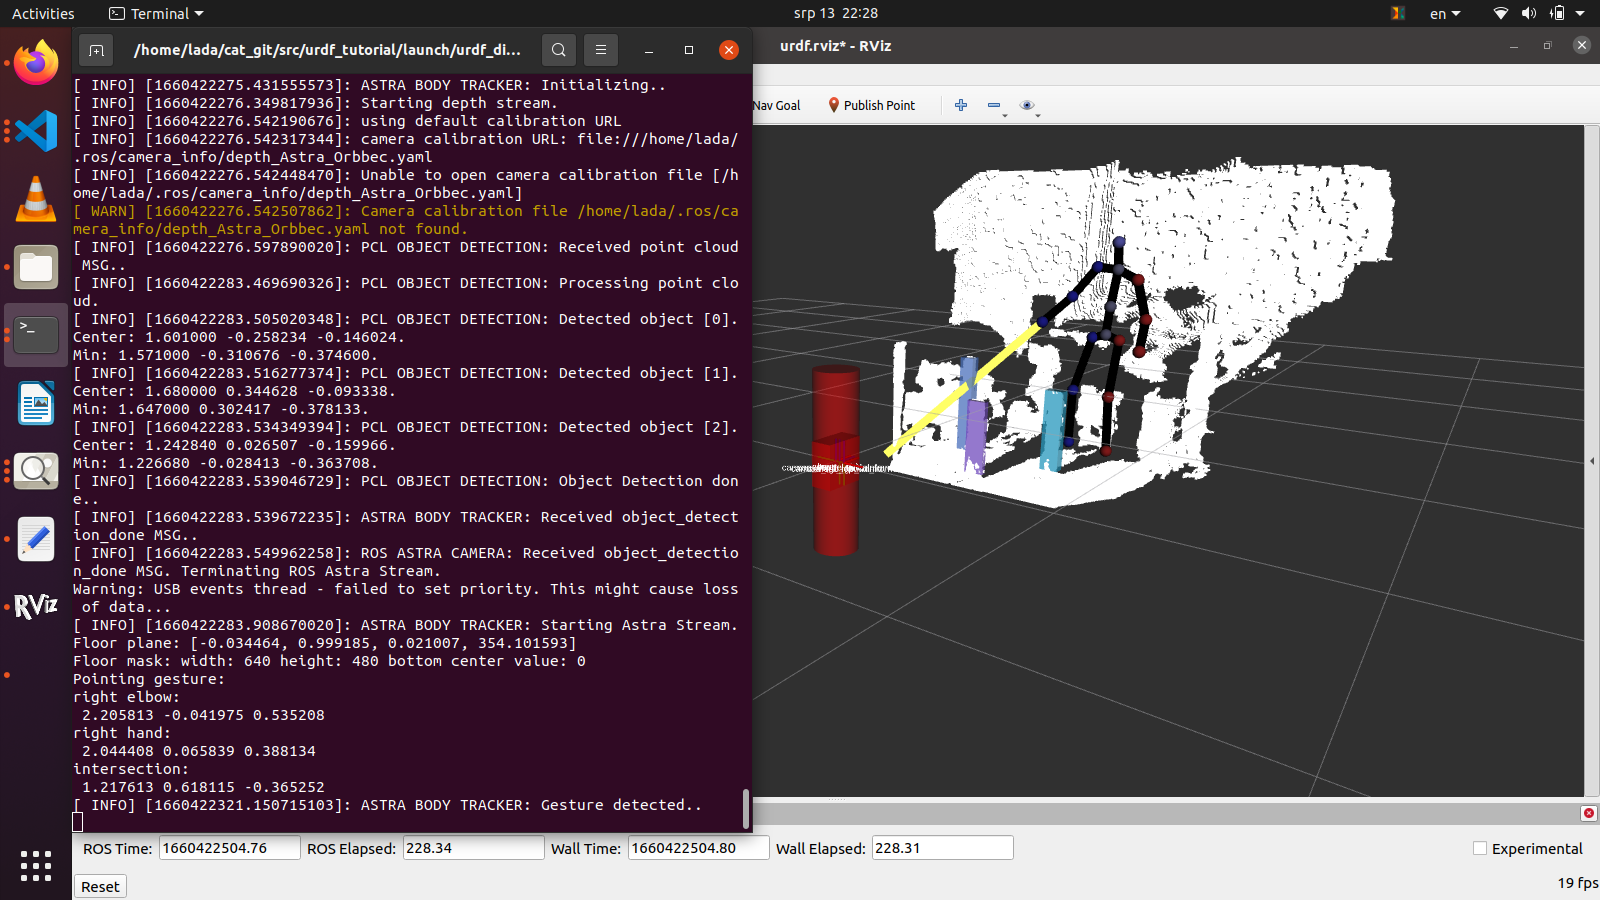 Activities
Terminal
srp 13 22:28
en
/home/lada/cat_git/src/urdf_tutorial/launch/urdf_di...
urdf.rviz* - RViz
Nav Goal
Publish Point
[ INFO] [1660422275.431555573]: ASTRA BODY TRACKER: Initializing..
[ INFO] [1660422276.349817936]: Starting depth stream.
[ INFO] [1660422276.542190676]: using default calibration URL
[ INFO] [1660422276.542317344]: camera calibration URL: file:///home/lada/
.ros/camera_info/depth_Astra_Orbbec.yaml
[ INFO] [1660422276.542448470]: Unable to open camera calibration file [/h
ome/lada/.ros/camera_info/depth_Astra_Orbbec.yaml]
[ WARN] [1660422276.542507862]: Camera calibration file /home/lada/.ros/ca
mera_info/depth_Astra_Orbbec.yaml not found.
[ INFO] [1660422276.597890020]: PCL OBJECT DETECTION: Received point cloud
 MSG..
[ INFO] [1660422283.469690326]: PCL OBJECT DETECTION: Processing point clo
ud.
[ INFO] [1660422283.505020348]: PCL OBJECT DETECTION: Detected object [0].
Center: 1.601000 -0.258234 -0.146024.
Min: 1.571000 -0.310676 -0.374600.
[ INFO] [1660422283.516277374]: PCL OBJECT DETECTION: Detected object [1].
Center: 1.680000 0.344628 -0.093338.
Min: 1.647000 0.302417 -0.378133.
[ INFO] [1660422283.534349394]: PCL OBJECT DETECTION: Detected object [2].
Center: 1.242840 0.026507 -0.159966.
Min: 1.226680 -0.028413 -0.363708.
[ INFO] [1660422283.539046729]: PCL OBJECT DETECTION: Object Detection don
e..
[ INFO] [1660422283.539672235]: ASTRA BODY TRACKER: Received object_detect
ion_done MSG..
[ INFO] [1660422283.549962258]: ROS ASTRA CAMERA: Received object_detectio
n_done MSG. Terminating ROS Astra Stream.
Warning: USB events thread - failed to set priority. This might cause loss
 of data...
[ INFO] [1660422283.908670020]: ASTRA BODY TRACKER: Starting Astra Stream.
Floor plane: [-0.034464, 0.999185, 0.021007, 354.101593]
Floor mask: width: 640 height: 480 bottom center value: 0
Pointing gesture:
right elbow:
 2.205813 -0.041975 0.535208
right hand:
 2.044408 0.065839 0.388134
intersection:
 1.217613 0.618115 -0.365252
[ INFO] [1660422321.150715103]: ASTRA BODY TRACKER: Gesture detected..
RViz
ROS Time: 1660422504.76 ROS Elapsed: 228.34 Wall Time: 1660422504.80 Wall Elapsed: 228.31
Experimental
Reset
19 fps